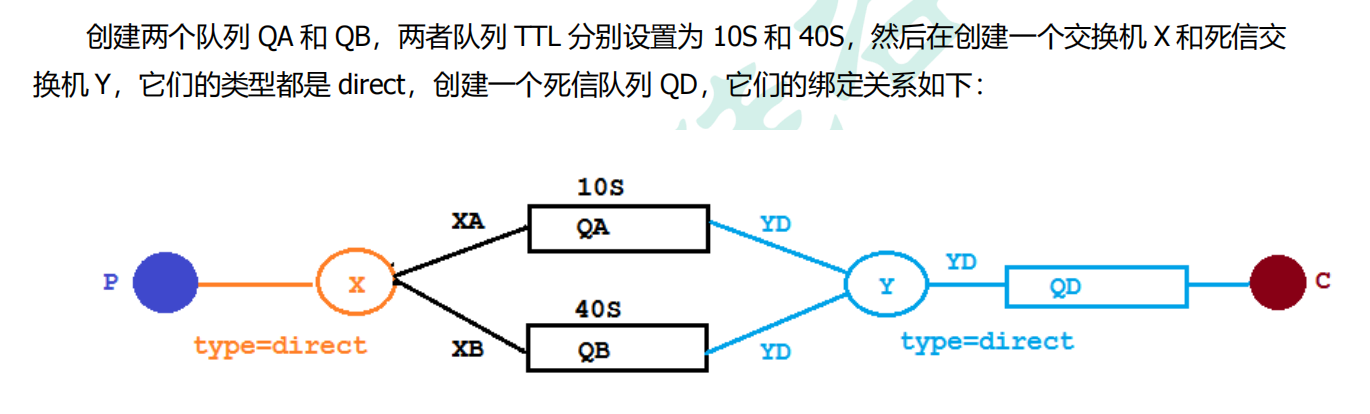 创建两个队列 QA 和 QB，两者队列 TTL 分别设置为 10S 和 40S，然后在创建一个交换机 X 和死信交
换机 Y，它们的类型都是 direct，创建一个死信队列 QD，它们的绑定关系如下：
10S
XA
QA
YD
P
X
Y
YD
QD
C
40S
type=direct
XB
QB
YD
type=direct